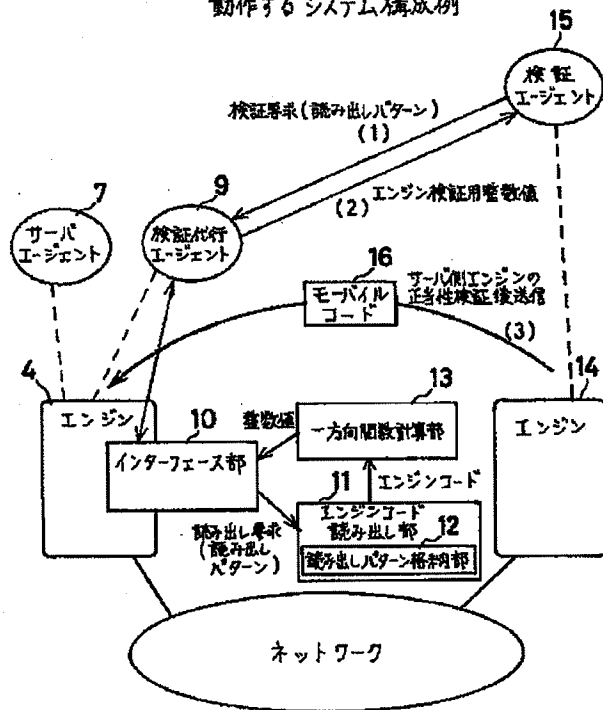 動作するシステム構成例
15
検証
エージェント
検証要求(読み出しパターン)
(1)
7
9
(2)
エンジン検証用整数値
サーバ
エージェント
検証代行
エージェント
16
モーバイル
コード
サーバ側エンジンの
正当性検証後送信
(3)
4
エンジン
10
整数値
13
一方向関数計算部
14
エンジン
インターフェース部
11
エンジンコード
エンジンコード
読み出し部
12
読み出しパターン格納部
読み出し要求
(読み出し
パターン)
ネットワーク